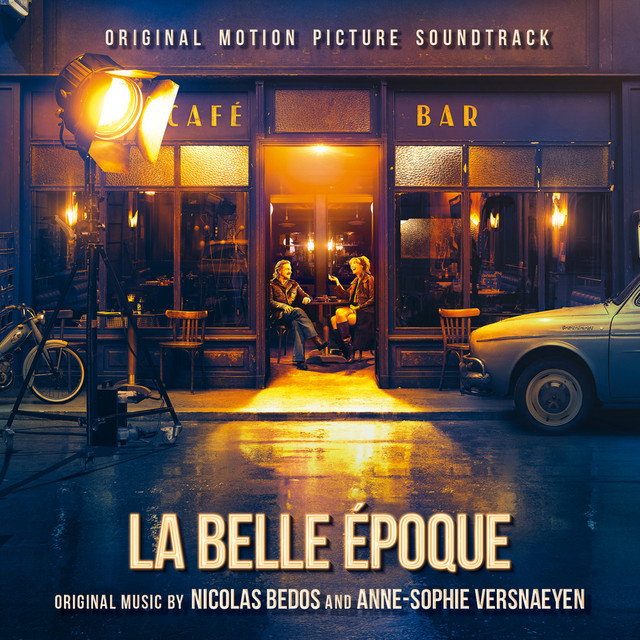 ORIGINAL MOTION PICTURE SOUNDTRACK
CAFÉ BAR
LA BELLE ÉPOQUE
ORIGINAL MUSIC BY NICOLAS BEDOS AND ANNE-SOPHIE VERSNAEYEN